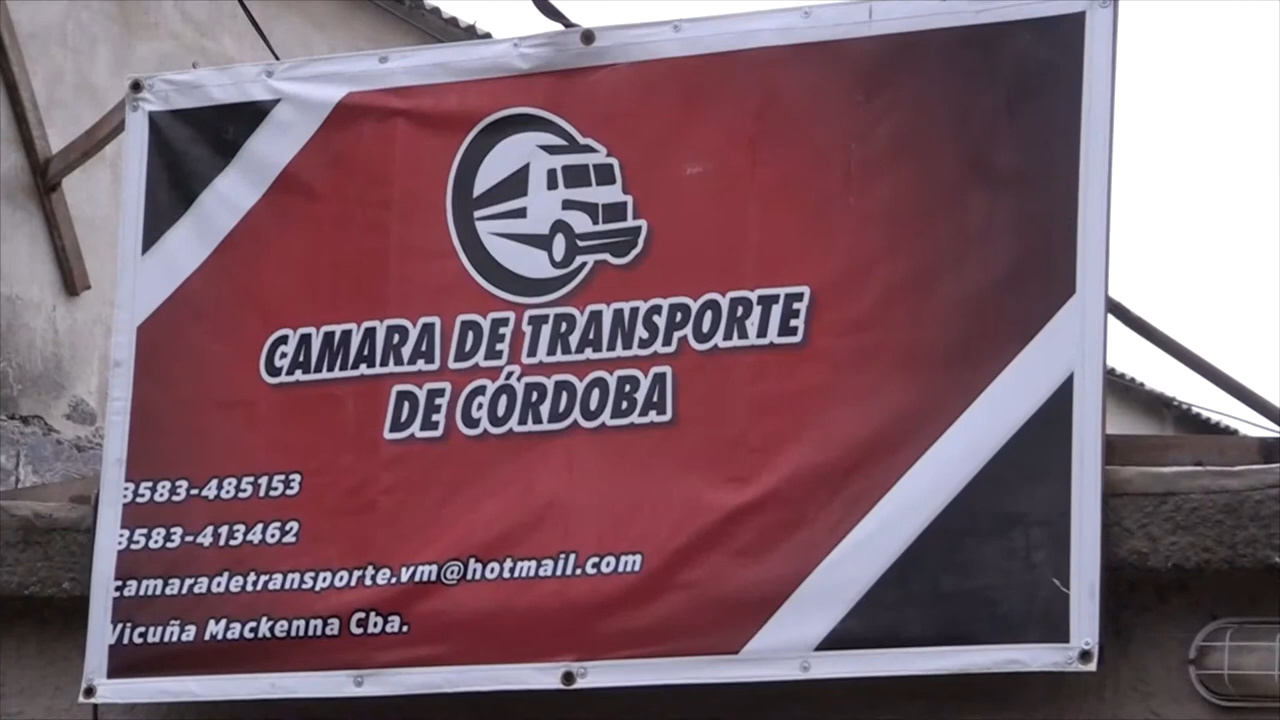 CAMARA DE TRANSPORTE
DE CÓRDOBA
3583-485153
3583-413462
camaradetransporte.vm@hotmail.com
Vicuña Mackenna Cba.